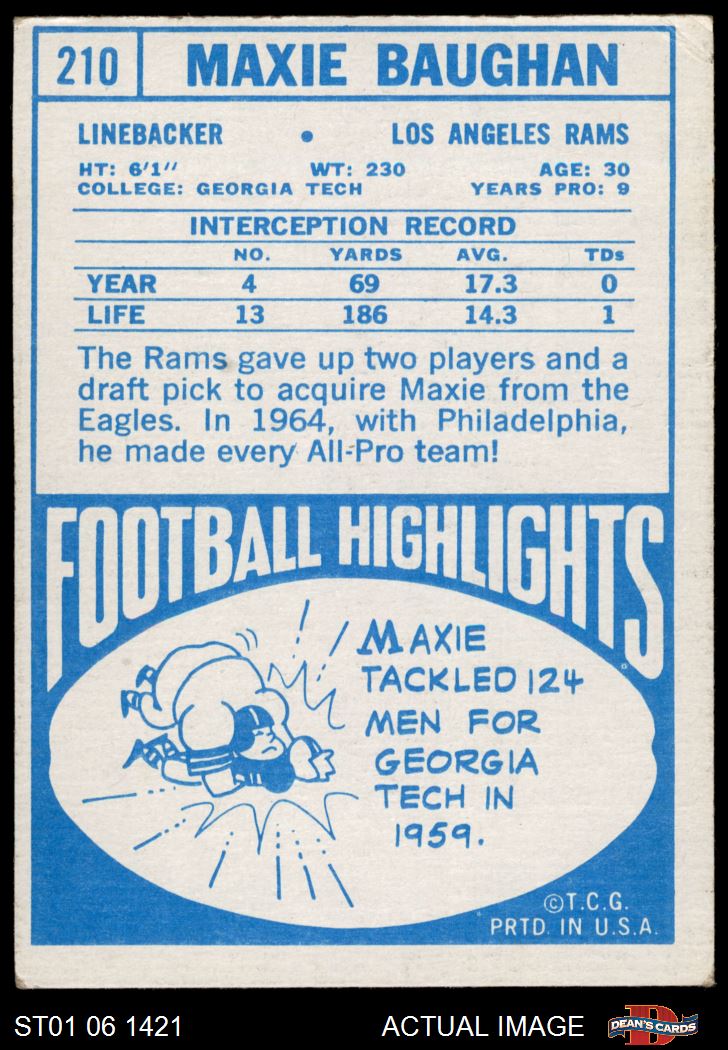 210 MAXIE BAUGHAN
LINEBACKER • LOS ANGELES RAMS
HT: 6'1" WT: 230 AGE: 30
COLLEGE: GEORGIA TECH YEARS PRO: 9
INTERCEPTION RECORD
NO. YARDS AVG. TDs
YEAR 4 69 17.3 0
LIFE 13 186 14.3 1
The Rams gave up two players and a
draft pick to acquire Maxie from the
Eagles. In 1964, with Philadelphia,
he made every All-Pro team!
FOOTBALL HIGHLIGHTS
MAXIE
TACKLED 124
MEN FOR
GEORGIA
TECH IN
1959.
©T.C.G.
PRTD. IN U.S.A.
ST01 06 1421 ACTUAL IMAGE DEAN'S CARDS